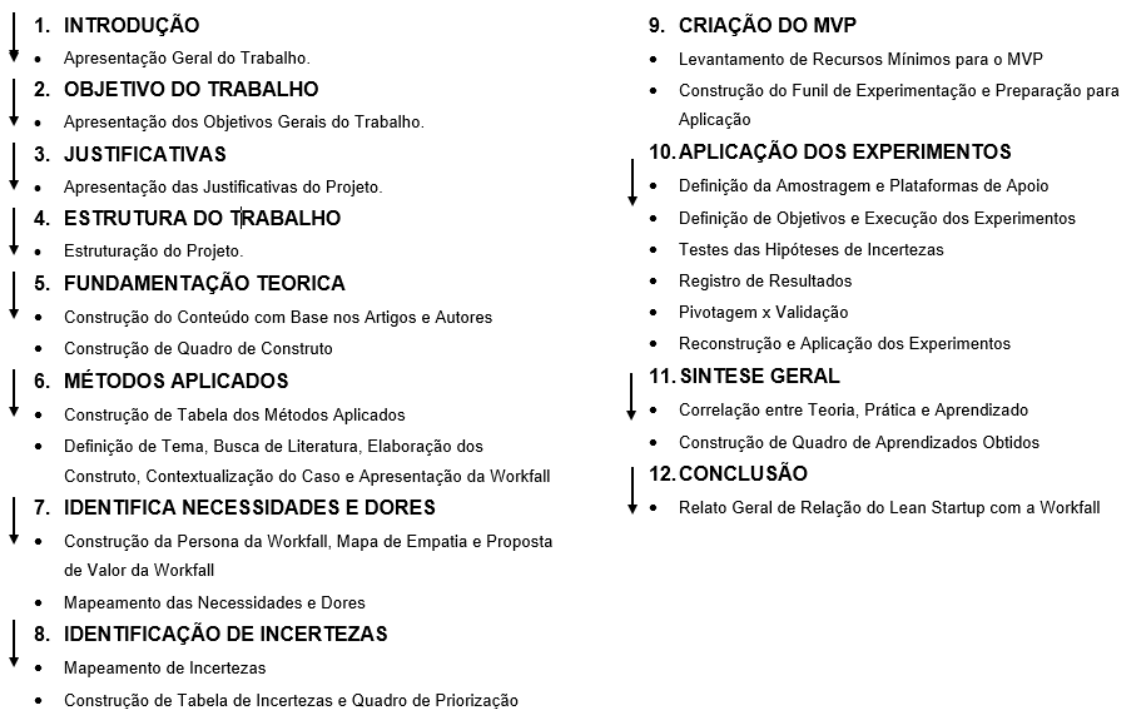 1. INTRODUÇÃO
• Apresentação Geral do Trabalho.
2. OBJETIVO DO TRABALHO
• Apresentação dos Objetivos Gerais do Trabalho.
3. JUSTIFICATIVAS
• Apresentação das Justificativas do Projeto.
4. ESTRUTURA DO TRABALHO
• Estruturação do Projeto.
5. FUNDAMENTAÇÃO TEORICA
• Construção do Conteúdo com Base nos Artigos e Autores
• Construção de Quadro de Construto
6. MÉTODOS APLICADOS
• Construção de Tabela dos Métodos Aplicados
• Definição de Tema, Busca de Literatura, Elaboração dos
Construto, Contextualização do Caso e Apresentação da Workfall
7. IDENTIFICA NECESSIDADES E DORES
• Construção da Persona da Workfall, Mapa de Empatia e Proposta
de Valor da Workfall
• Mapeamento das Necessidades e Dores
8. IDENTIFICAÇÃO DE INCERTEZAS
• Mapeamento de Incertezas
• Construção de Tabela de Incertezas e Quadro de Priorização
9. CRIAÇÃO DO MVP
• Levantamento de Recursos Mínimos para o MVP
• Construção do Funil de Experimentação e Preparação para
Aplicação
10. APLICAÇÃO DOS EXPERIMENTOS
• Definição da Amostragem e Plataformas de Apoio
• Definição de Objetivos e Execução dos Experimentos
• Testes das Hipóteses de Incertezas
• Registro de Resultados
• Pivotagem x Validação
• Reconstrução e Aplicação dos Experimentos
11. SINTESE GERAL
• Correlação entre Teoria, Prática e Aprendizado
• Construção de Quadro de Aprendizados Obtidos
12. CONCLUSÃO
• Relato Geral de Relação do Lean Startup com a Workfall